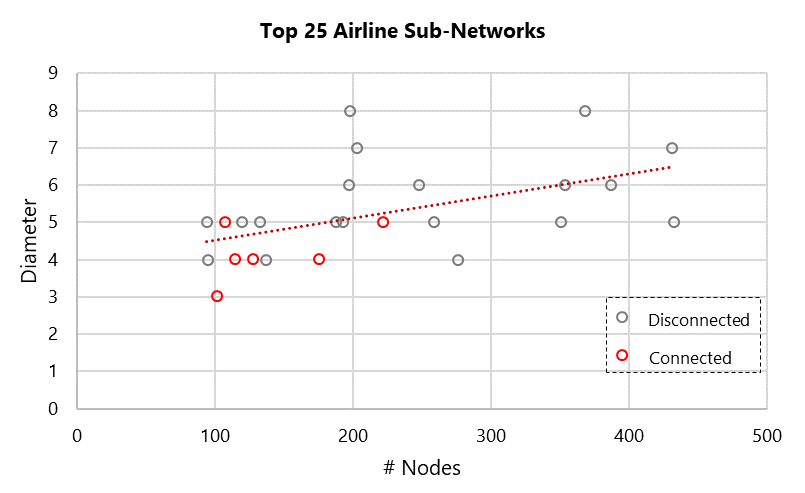 Top 25 Airline Sub-Networks
9
8
7
6
5
4
3
2
1
0
Diameter
Disconnected
Connected
0 100 200 300 400 500
# Nodes